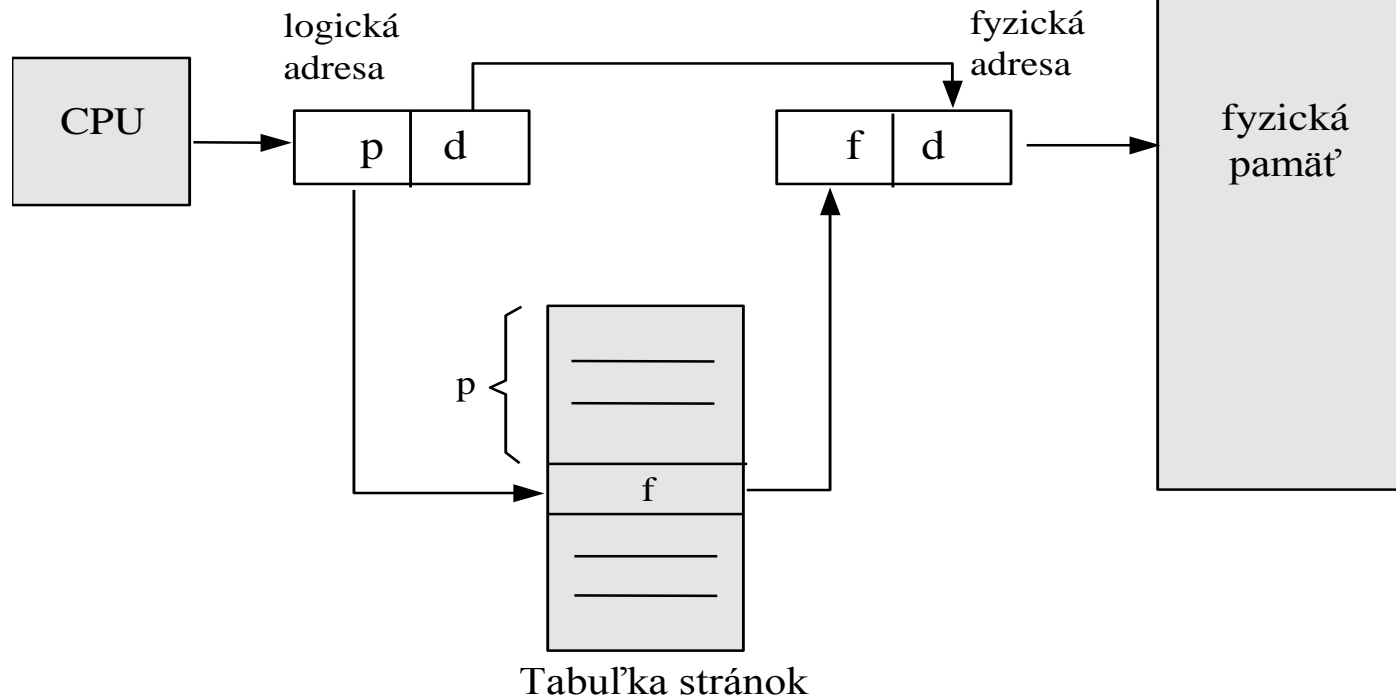 logická
adresa
fyzická
adresa
CPU
p d
f d
fyzická
pamäť
p
f
Tabuľka stránok